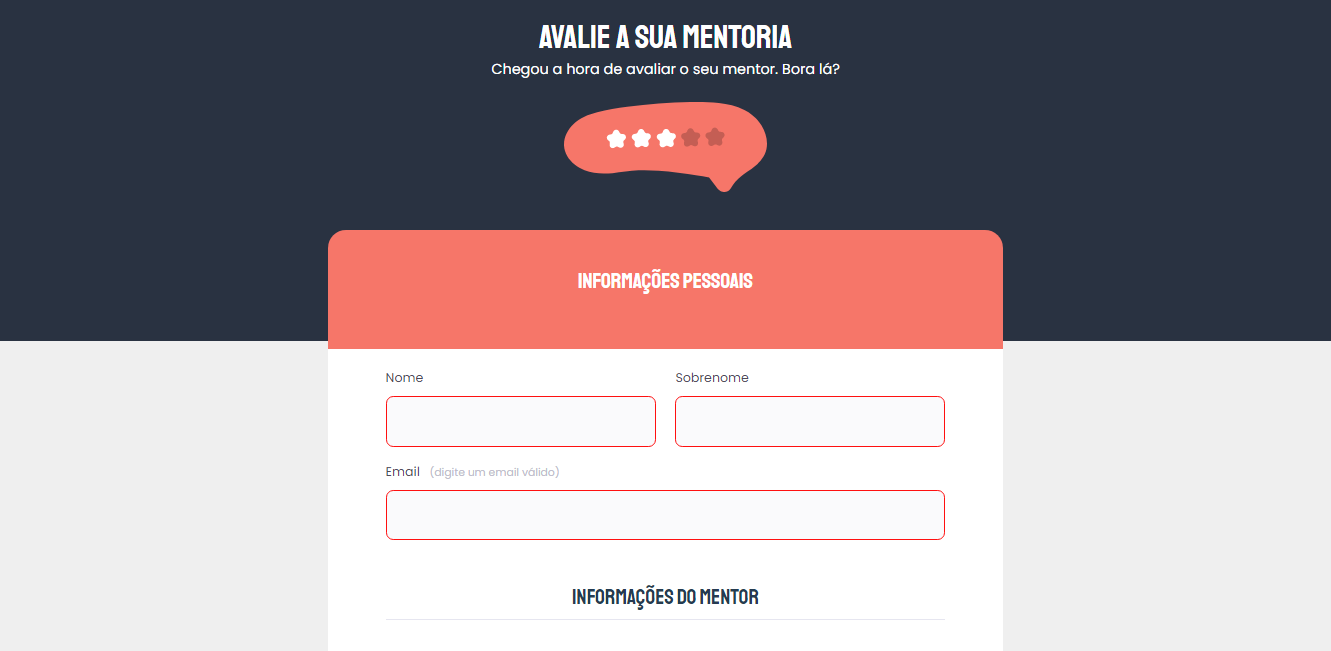 AVALIE A SUA MENTORIA
Chegou a hora de avaliar o seu mentor. Bora lá?
INFORMAÇÕES PESSOAIS
Nome
Sobrenome
Email (digite um email válido)
INFORMAÇÕES DO MENTOR